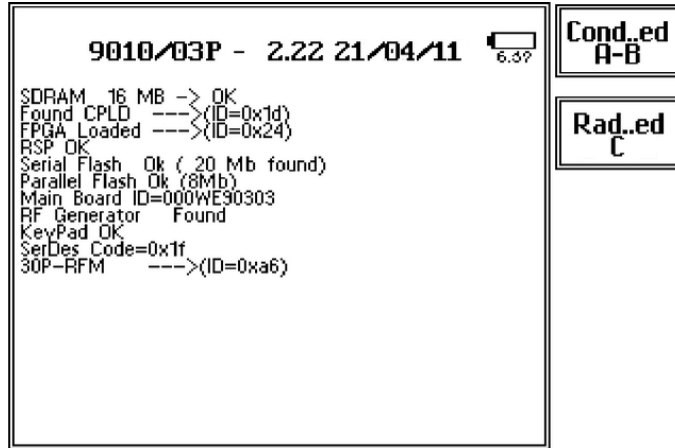 9010/03P - 2.22 21/04/11
6.39
Cond..ed
A-B
Rad..ed
C
SDRAM 16 MB -> OK
Found CPLD --->(ID=0x1d)
FPGA Loaded --->(ID=0x24)
RSP OK
Serial Flash Ok ( 20 Mb found)
Parallel Flash Ok (8Mb)
Main Board ID=000WE90303
RF Generator Found
KeyPad OK
SerDes Code=0x1f
30P-RFM --->(ID=0xa6)